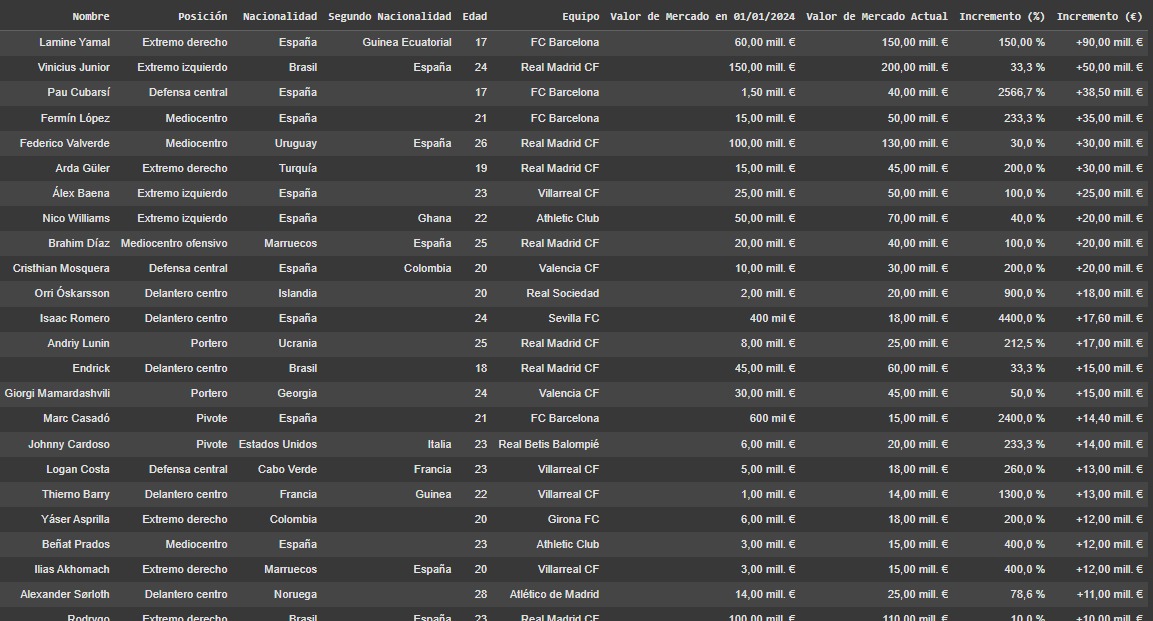 Nombre Posición Nacionalidad Segundo Nacionalidad Edad Equipo Valor de Mercado en 01/01/2024 Valor de Mercado Actual Incremento (%) Incremento (€)
Lamine Yamal Extremo derecho España Guinea Ecuatorial 17 FC Barcelona 60,00 mill. € 150,00 mill. € 150,00 % +90,00 mill. €
Vinicius Junior Extremo izquierdo Brasil España 24 Real Madrid CF 150,00 mill. € 200,00 mill. € 33,3 % +50,00 mill. €
Pau Cubarsí Defensa central España 17 FC Barcelona 1,50 mill. € 40,00 mill. € 2566,7 % +38,50 mill. €
Fermín López Mediocentro España 21 FC Barcelona 15,00 mill. € 50,00 mill. € 233,3 % +35,00 mill. €
Federico Valverde Mediocentro Uruguay España 26 Real Madrid CF 100,00 mill. € 130,00 mill. € 30,0 % +30,00 mill. €
Arda Güler Extremo derecho Turquía 19 Real Madrid CF 15,00 mill. € 45,00 mill. € 200,0 % +30,00 mill. €
Álex Baena Extremo izquierdo España 23 Villarreal CF 25,00 mill. € 50,00 mill. € 100,0 % +25,00 mill. €
Nico Williams Extremo izquierdo España Ghana 22 Athletic Club 50,00 mill. € 70,00 mill. € 40,0 % +20,00 mill. €
Brahim Díaz Mediocentro ofensivo Marruecos España 25 Real Madrid CF 20,00 mill. € 40,00 mill. € 100,0 % +20,00 mill. €
Cristhian Mosquera Defensa central España Colombia 20 Valencia CF 10,00 mill. € 30,00 mill. € 200,0 % +20,00 mill. €
Orri Óskarsson Delantero centro Islandia 20 Real Sociedad 2,00 mill. € 20,00 mill. € 900,0 % +18,00 mill. €
Isaac Romero Delantero centro España 24 Sevilla FC 400 mil € 18,00 mill. € 4400,0 % +17,60 mill. €
Andriy Lunin Portero Ucrania 25 Real Madrid CF 8,00 mill. € 25,00 mill. € 212,5 % +17,00 mill. €
Endrick Delantero centro Brasil 18 Real Madrid CF 45,00 mill. € 60,00 mill. € 33,3 % +15,00 mill. €
Giorgi Mamardashvili Portero Georgia 24 Valencia CF 30,00 mill. € 45,00 mill. € 50,0 % +15,00 mill. €
Marc Casadó Pivote España 21 FC Barcelona 600 mil € 15,00 mill. € 2400,0 % +14,40 mill. €
Johnny Cardoso Pivote Estados Unidos Italia 23 Real Betis Balompié 6,00 mill. € 20,00 mill. € 233,3 % +14,00 mill. €
Logan Costa Defensa central Cabo Verde Francia 23 Villarreal CF 5,00 mill. € 18,00 mill. € 260,0 % +13,00 mill. €
Thierno Barry Delantero centro Francia Guinea 22 Villarreal CF 1,00 mill. € 14,00 mill. € 1300,0 % +13,00 mill. €
Yáser Asprilla Extremo derecho Colombia 20 Girona FC 6,00 mill. € 18,00 mill. € 200,0 % +12,00 mill. €
Beñat Prados Mediocentro España 23 Athletic Club 3,00 mill. € 15,00 mill. € 400,0 % +12,00 mill. €
Ilias Akhomach Extremo derecho Marruecos España 20 Villarreal CF 3,00 mill. € 15,00 mill. € 400,0 % +12,00 mill. €
Alexander Sørloth Delantero centro Noruega 28 Atlético de Madrid 14,00 mill. € 25,00 mill. € 78,6 % +11,00 mill. €
Rodrygo Extremo derecho Brasil España 23 Real Madrid CF 100,00 mill. € 110,00 mill. € 10,0 % +10,00 mill. €